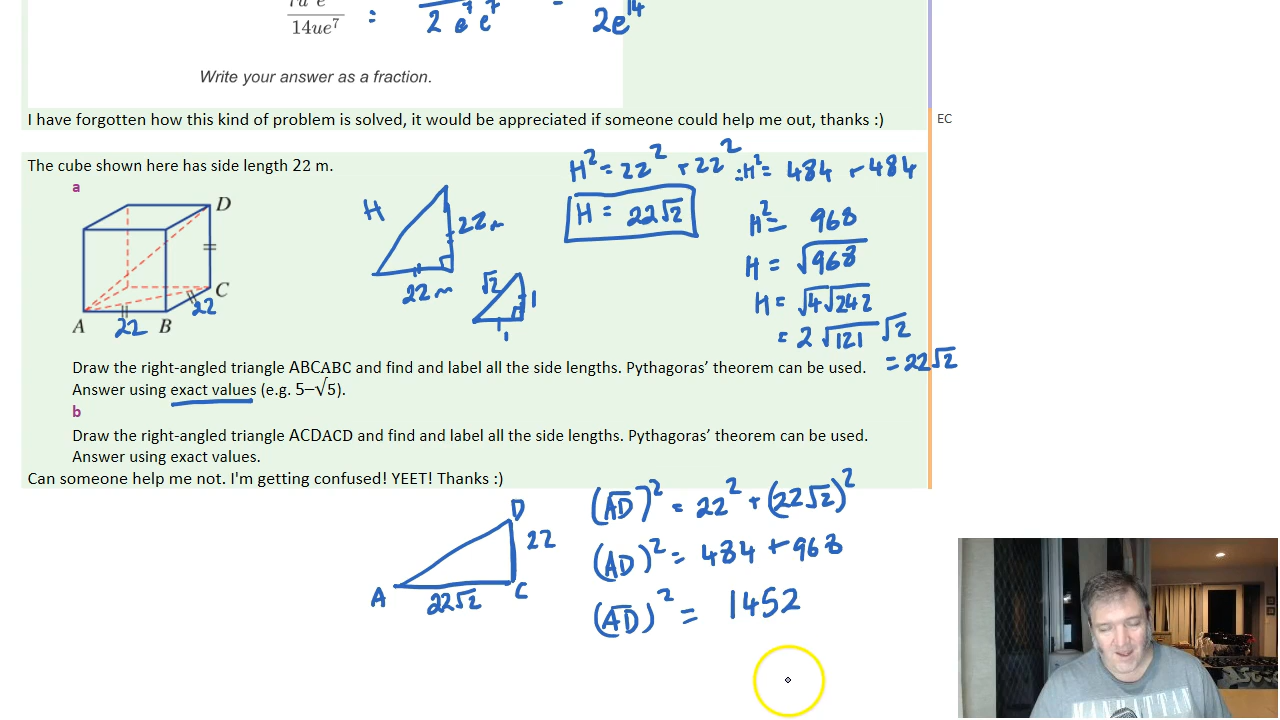 14ue⁷ = 2 e⁷ e⁷ = 2e¹⁴
Write your answer as a fraction.
I have forgotten how this kind of problem is solved, it would be appreciated if someone could help me out, thanks :)
EC
The cube shown here has side length 22 m.
a
D
C
A
B
22
22
H
22m
22m
√2
1
1
H² = 22² + 22²
H = 22√2
∴H² = 484 + 484
H² = 968
H = √968
H = √4√242
= 2√121 √2
= 22√2
Draw the right-angled triangle ABCABC and find and label all the side lengths. Pythagoras' theorem can be used.
Answer using exact values (e.g. 5–√5).
b
Draw the right-angled triangle ACDACD and find and label all the side lengths. Pythagoras' theorem can be used.
Answer using exact values.
Can someone help me not. I'm getting confused! YEET! Thanks :)
D
22
A
22√2
C
(AD)² = 22² + (22√2)²
(AD)² = 484 + 968
(AD)² = 1452